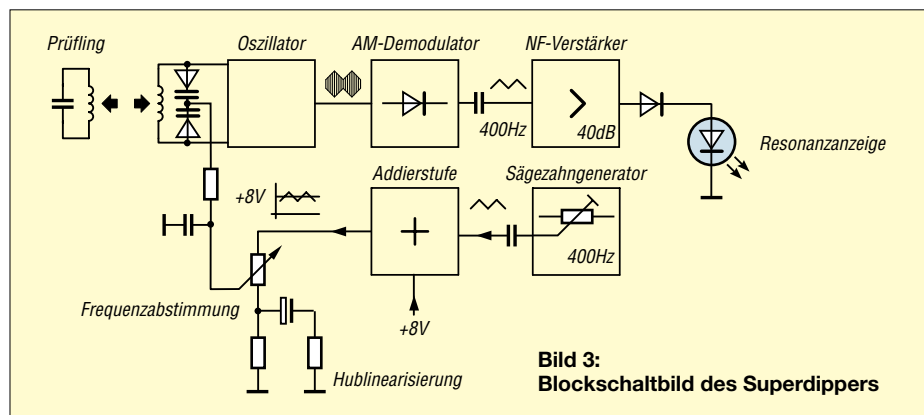 Prüfling
Oszillator
AM-Demodulator
NF-Verstärker
400Hz
>
40dB
Resonanzanzeige
Addierstufe
Sägezahngenerator
+8V
+
400Hz
Frequenzabstimmung
+8V
Hublinearisierung
Bild 3:
Blockschaltbild des Superdippers